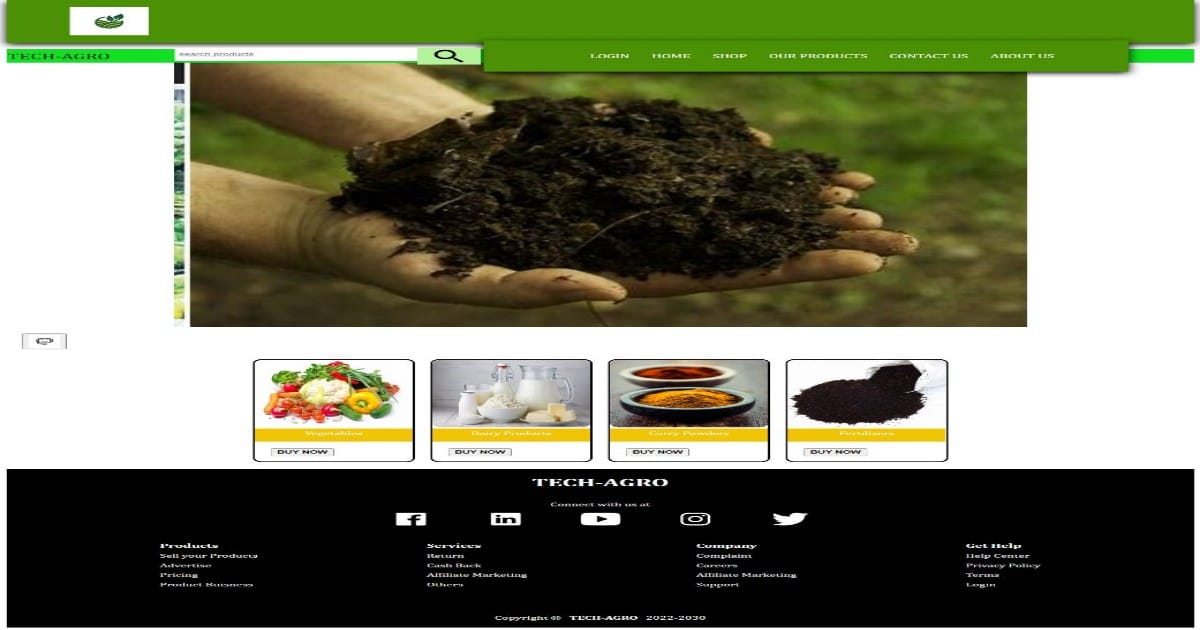 TECH-AGRO
search products
LOGIN HOME SHOP OUR PRODUCTS CONTACT US ABOUT US
Vegetables
Dairy Products
Curry Powders
Fertilizers
BUY NOW
BUY NOW
BUY NOW
BUY NOW
TECH-AGRO
Connect with us at
Products
Sell your Products
Advertise
Pricing
Product Buisness
Services
Return
Cash Back
Affiliate Marketing
Others
Company
Complaint
Careers
Affiliate Marketing
Support
Get Help
Help Center
Privacy Policy
Terms
Login
Copyright © TECH-AGRO 2022-2030